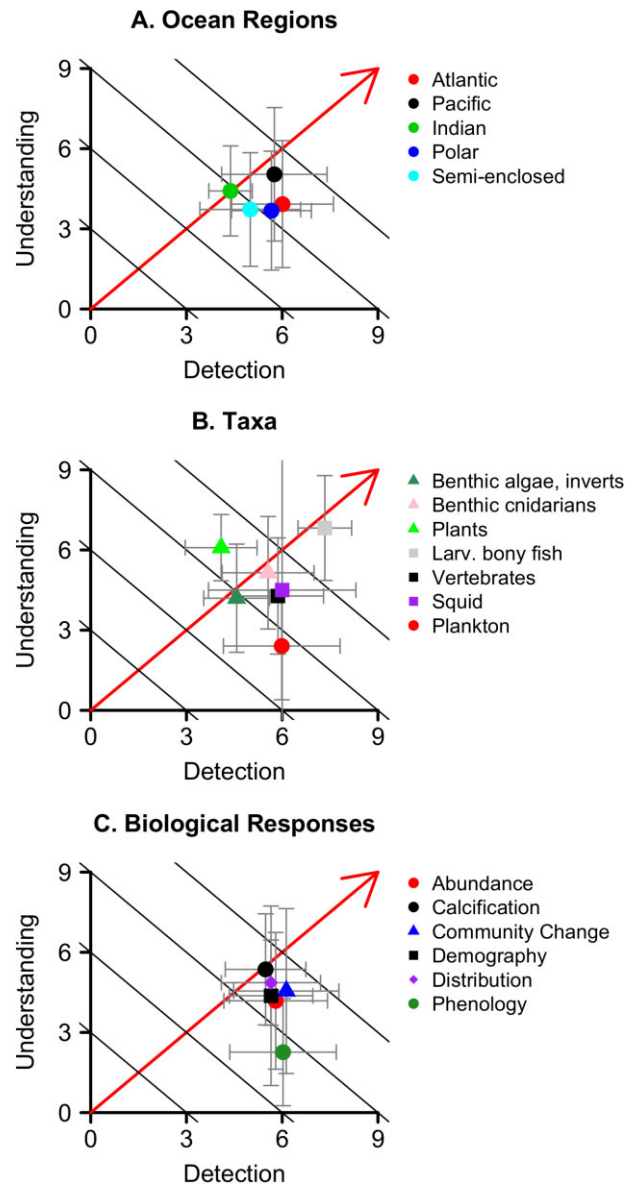 A. Ocean Regions
9
6
3
0
Understanding
0 3 6 9
Detection
Atlantic
Pacific
Indian
Polar
Semi-enclosed
B. Taxa
9
6
3
0
Understanding
0 3 6 9
Detection
Benthic algae, inverts
Benthic cnidarians
Plants
Larv. bony fish
Vertebrates
Squid
Plankton
C. Biological Responses
9
6
3
0
Understanding
0 3 6 9
Detection
Abundance
Calcification
Community Change
Demography
Distribution
Phenology